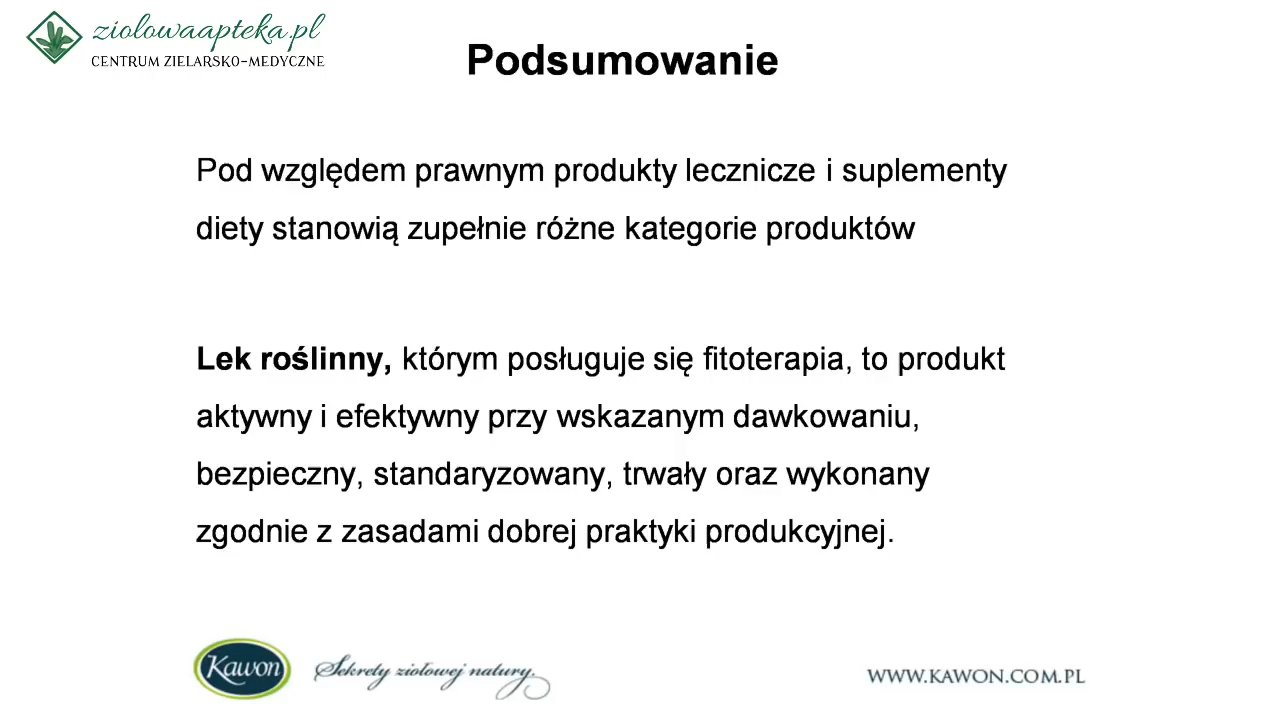 ziolowaapteka.pl
CENTRUM ZIELARSKO-MEDYCZNE
Podsumowanie
Pod względem prawnym produkty lecznicze i suplementy
diety stanowią zupełnie różne kategorie produktów
Lek roślinny, którym posługuje się fitoterapia, to produkt
aktywny i efektywny przy wskazanym dawkowaniu,
bezpieczny, standaryzowany, trwały oraz wykonany
zgodnie z zasadami dobrej praktyki produkcyjnej.
Kawon Sekrety ziołowej natury. WWW.KAWON.COM.PL